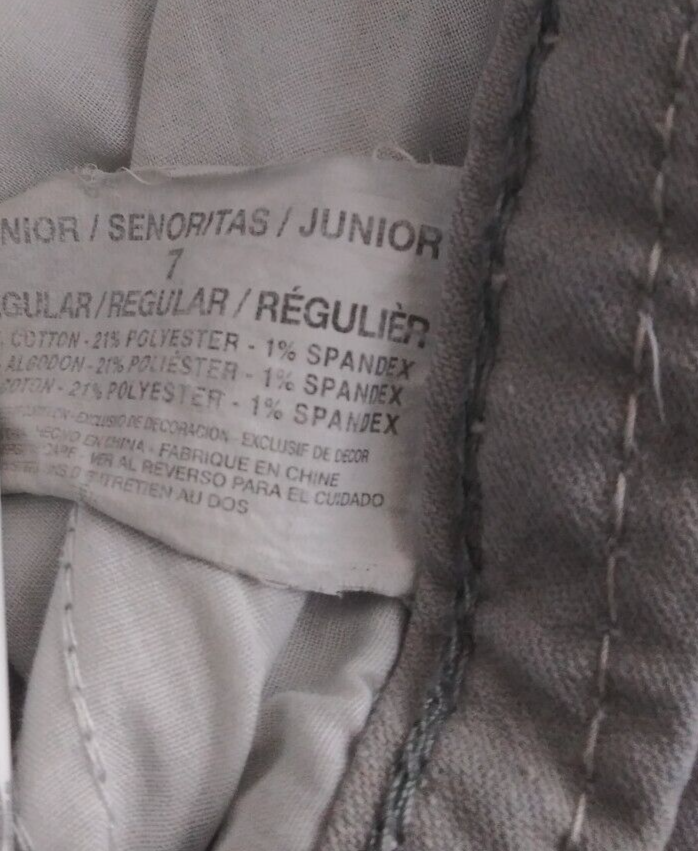 NIOR / SENORITAS / JUNIOR
7
GULAR/REGULAR / RÉGULIÈR
COTTON - 21% POLYESTER - 1% SPANDEX
ALGODON - 21% POLIÉSTER - 1% SPANDEX
COTON - 21% POLYESTER - 1% SPANDEX
EXCLUSIO DE DECORACION - EXCLUSIF DE DECOR
HECHO EN CHINA - FABRIQUE EN CHINE
CARE - VER AL REVERSO PARA EL CUIDADO
D'ENTRETIEN AU DOS